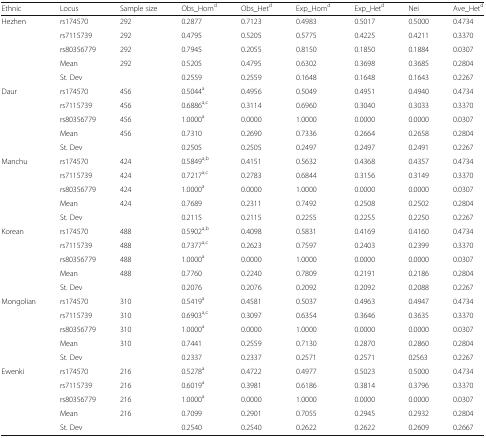 Ethnic Locus Sample size Obs_Hom^d Obs_Het^d Exp_Hom^d Exp_Het^d Nei Ave_Het^d
Hezhen rs174570 292 0.2877 0.7123 0.4983 0.5017 0.5000 0.4734
rs7115739 292 0.4795 0.5205 0.5775 0.4225 0.4211 0.3370
rs80356779 292 0.7945 0.2055 0.8150 0.1850 0.1884 0.0307
Mean 292 0.5205 0.4795 0.6302 0.3698 0.3685 0.2804
St. Dev 0.2559 0.2559 0.1648 0.1648 0.1643 0.2267
Daur rs174570 456 0.5044^a 0.4956 0.5049 0.4951 0.4940 0.4734
rs7115739 456 0.6886^a,c 0.3114 0.6960 0.3040 0.3033 0.3370
rs80356779 456 1.0000^a 0.0000 1.0000 0.0000 0.0000 0.0307
Mean 456 0.7310 0.2690 0.7336 0.2664 0.2658 0.2804
St. Dev 0.2505 0.2505 0.2497 0.2497 0.2491 0.2267
Manchu rs174570 424 0.5849^a,b 0.4151 0.5632 0.4368 0.4357 0.4734
rs7115739 424 0.7217^a,c 0.2783 0.6844 0.3156 0.3149 0.3370
rs80356779 424 1.0000^a 0.0000 1.0000 0.0000 0.0000 0.0307
Mean 424 0.7689 0.2311 0.7492 0.2508 0.2502 0.2804
St. Dev 0.2115 0.2115 0.2255 0.2255 0.2250 0.2267
Korean rs174570 488 0.5902^a,b 0.4098 0.5831 0.4169 0.4160 0.4734
rs7115739 488 0.7377^a,c 0.2623 0.7597 0.2403 0.2399 0.3370
rs80356779 488 1.0000^a 0.0000 1.0000 0.0000 0.0000 0.0307
Mean 488 0.7760 0.2240 0.7809 0.2191 0.2186 0.2804
St. Dev 0.2076 0.2076 0.2092 0.2092 0.2088 0.2267
Mongolian rs174570 310 0.5419^a 0.4581 0.5037 0.4963 0.4947 0.4734
rs7115739 310 0.6903^a,c 0.3097 0.6354 0.3646 0.3635 0.3370
rs80356779 310 1.0000^a 0.0000 1.0000 0.0000 0.0000 0.0307
Mean 310 0.7441 0.2559 0.7130 0.2870 0.2860 0.2804
St. Dev 0.2337 0.2337 0.2571 0.2571 02563 0.2267
Ewenki rs174570 216 0.5278^a 0.4722 0.4977 0.5023 0.5000 0.4734
rs7115739 216 0.6019^a 0.3981 0.6186 0.3814 0.3796 0.3370
rs80356779 216 1.0000^a 0.0000 1.0000 0.0000 0.0000 0.0307
Mean 216 0.7099 0.2901 0.7055 0.2945 0.2932 0.2804
St. Dev 0.2540 0.2540 0.2622 0.2622 0.2609 0.2667